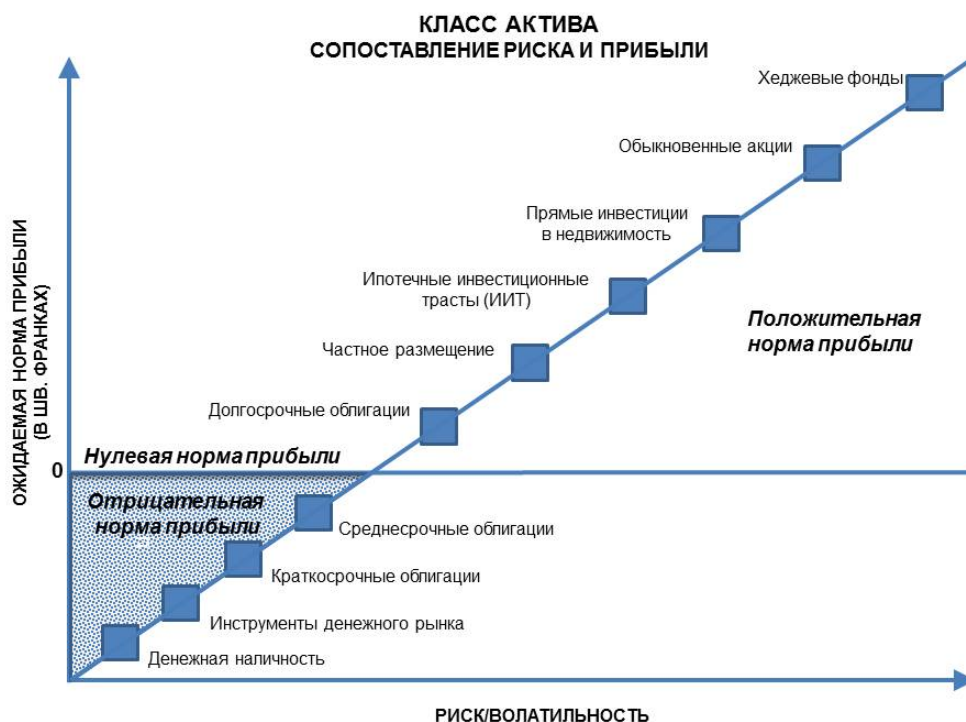 КЛАСС АКТИВА
СОПОСТАВЛЕНИЕ РИСКА И ПРИБЫЛИ
Хеджевые фонды
Обыкновенные акции
Прямые инвестиции
в недвижимость
Ипотечные инвестиционные
трасты (ИИТ)
Положительная
норма прибыли
Частное размещение
Долгосрочные облигации
ОЖИДАЕМАЯ НОРМА ПРИБЫЛИ
(В ШВ. ФРАНКАХ)
0
Нулевая норма прибыли
Отрицательная
норма прибыли
Среднесрочные облигации
Краткосрочные облигации
Инструменты денежного рынка
Денежная наличность
РИСК/ВОЛАТИЛЬНОСТЬ